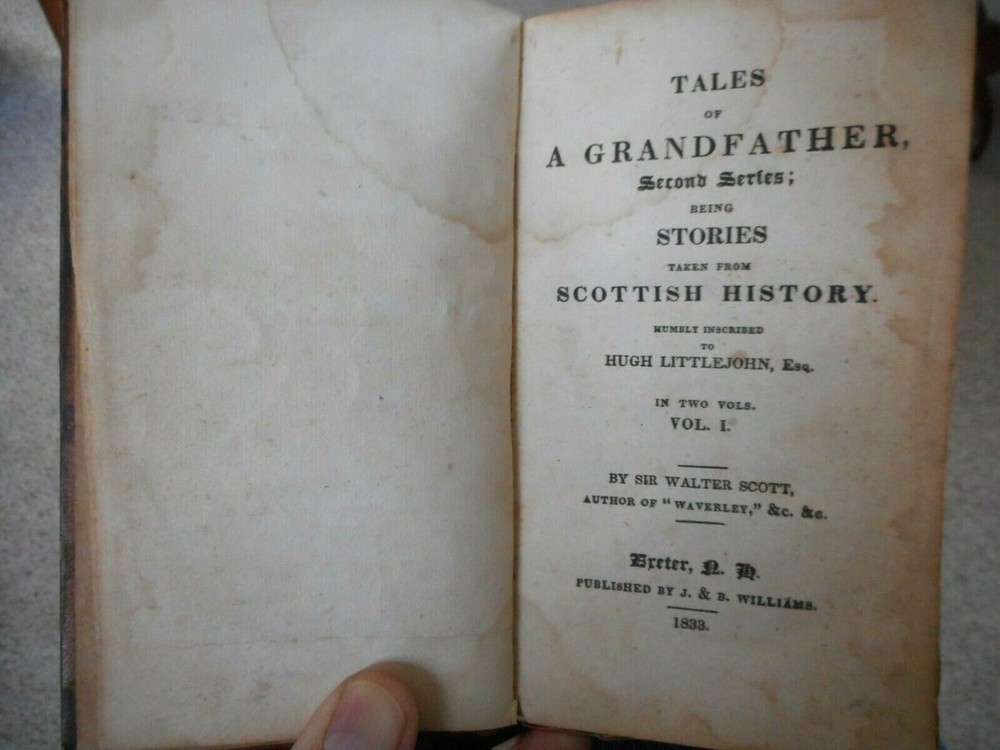 TALES
OF
A GRANDFATHER,
Second Series;
BEING
STORIES
TAKEN FROM
SCOTTISH HISTORY.
HUMBLY INSCRIBED
TO
HUGH LITTLEJOHN, Esq.
IN TWO VOLS.
VOL. I.
BY SIR WALTER SCOTT,
AUTHOR OF "WAVERLEY," &c. &c.
Exeter, N. H.
PUBLISHED BY J. & B. WILLIAMS.
1833.